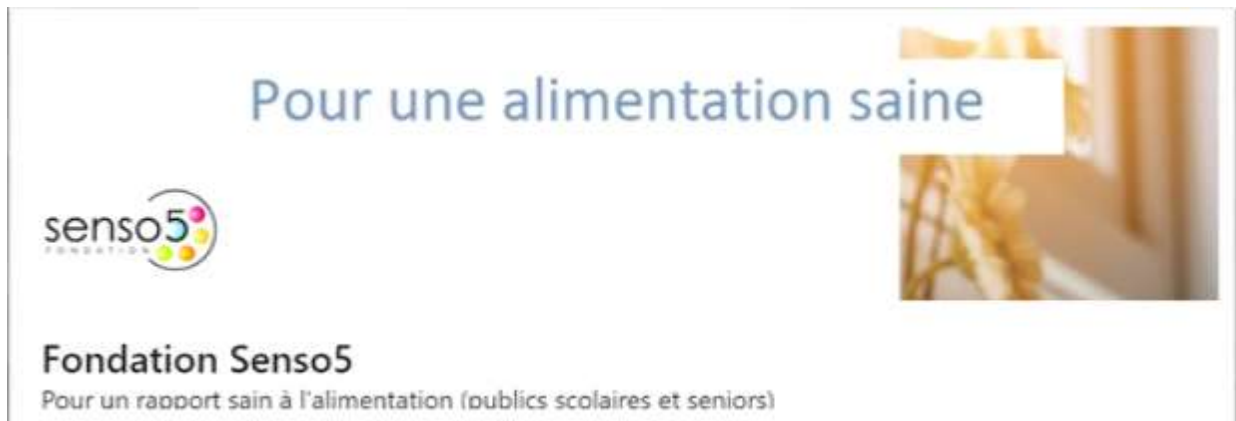 Pour une alimentation saine
senso5
FONDATION
Fondation Senso5
Pour un rapport sain à l'alimentation (publics scolaires et seniors)